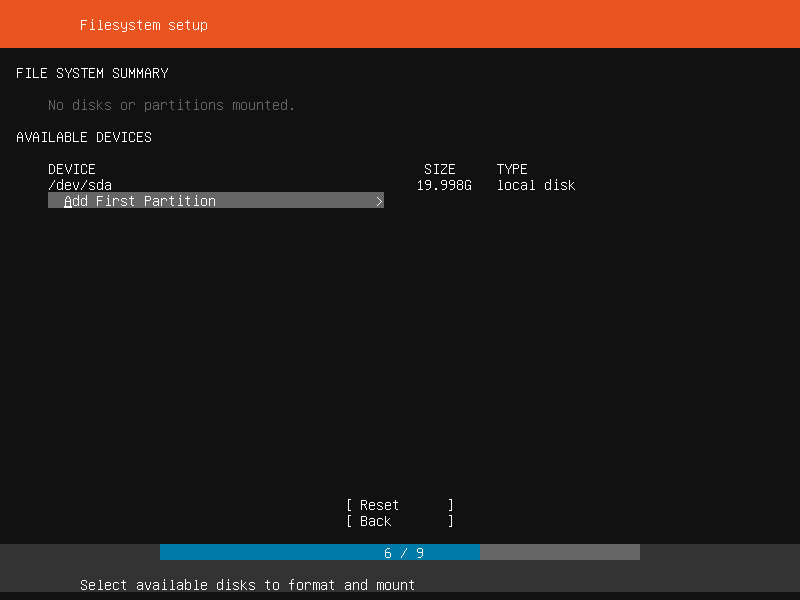 Filesystem setup
FILE SYSTEM SUMMARY
No disks or partitions mounted.
AVAILABLE DEVICES
DEVICE SIZE TYPE
/dev/sda 19.998G local disk
Add First Partition >
[ Reset ]
[ Back ]
6 / 9
Select available disks to format and mount